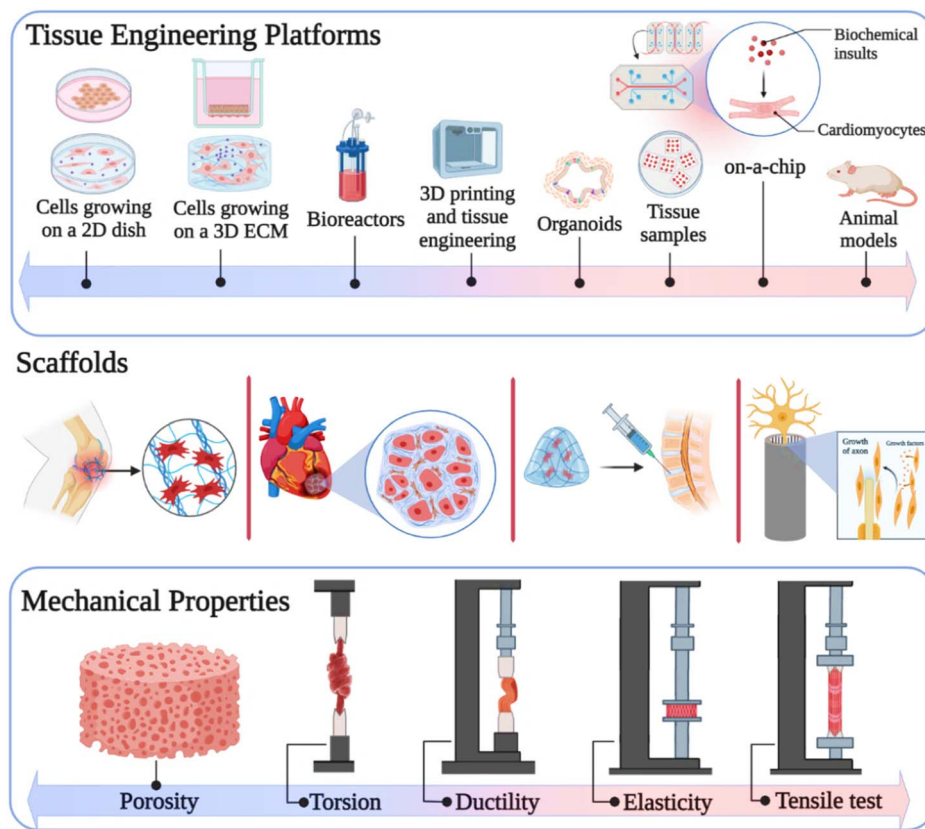 Tissue Engineering Platforms
Biochemical
insults
Cardiomyocytes
Cells growing
on a 2D dish
Cells growing
on a 3D ECM
Bioreactors
3D printing
and tissue
engineering
Organoids
Tissue
samples
on-a-chip
Animal
models
Scaffolds
Growth
of axon
Growth factors
Mechanical Properties
Porosity
Torsion
Ductility
Elasticity
Tensile test